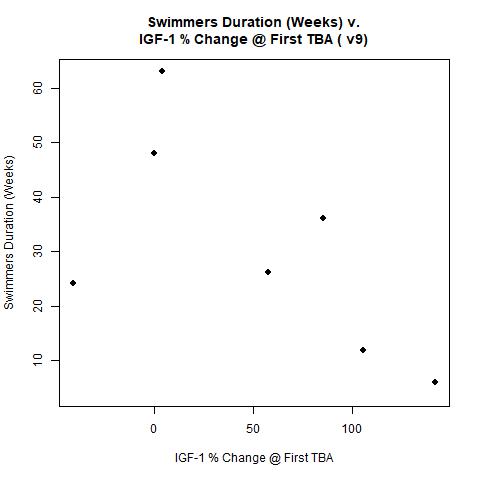 Swimmers Duration (Weeks) v.
IGF-1 % Change @ First TBA ( v9)
Swimmers Duration (Weeks)
60
50
40
30
20
10
0 50 100
IGF-1 % Change @ First TBA